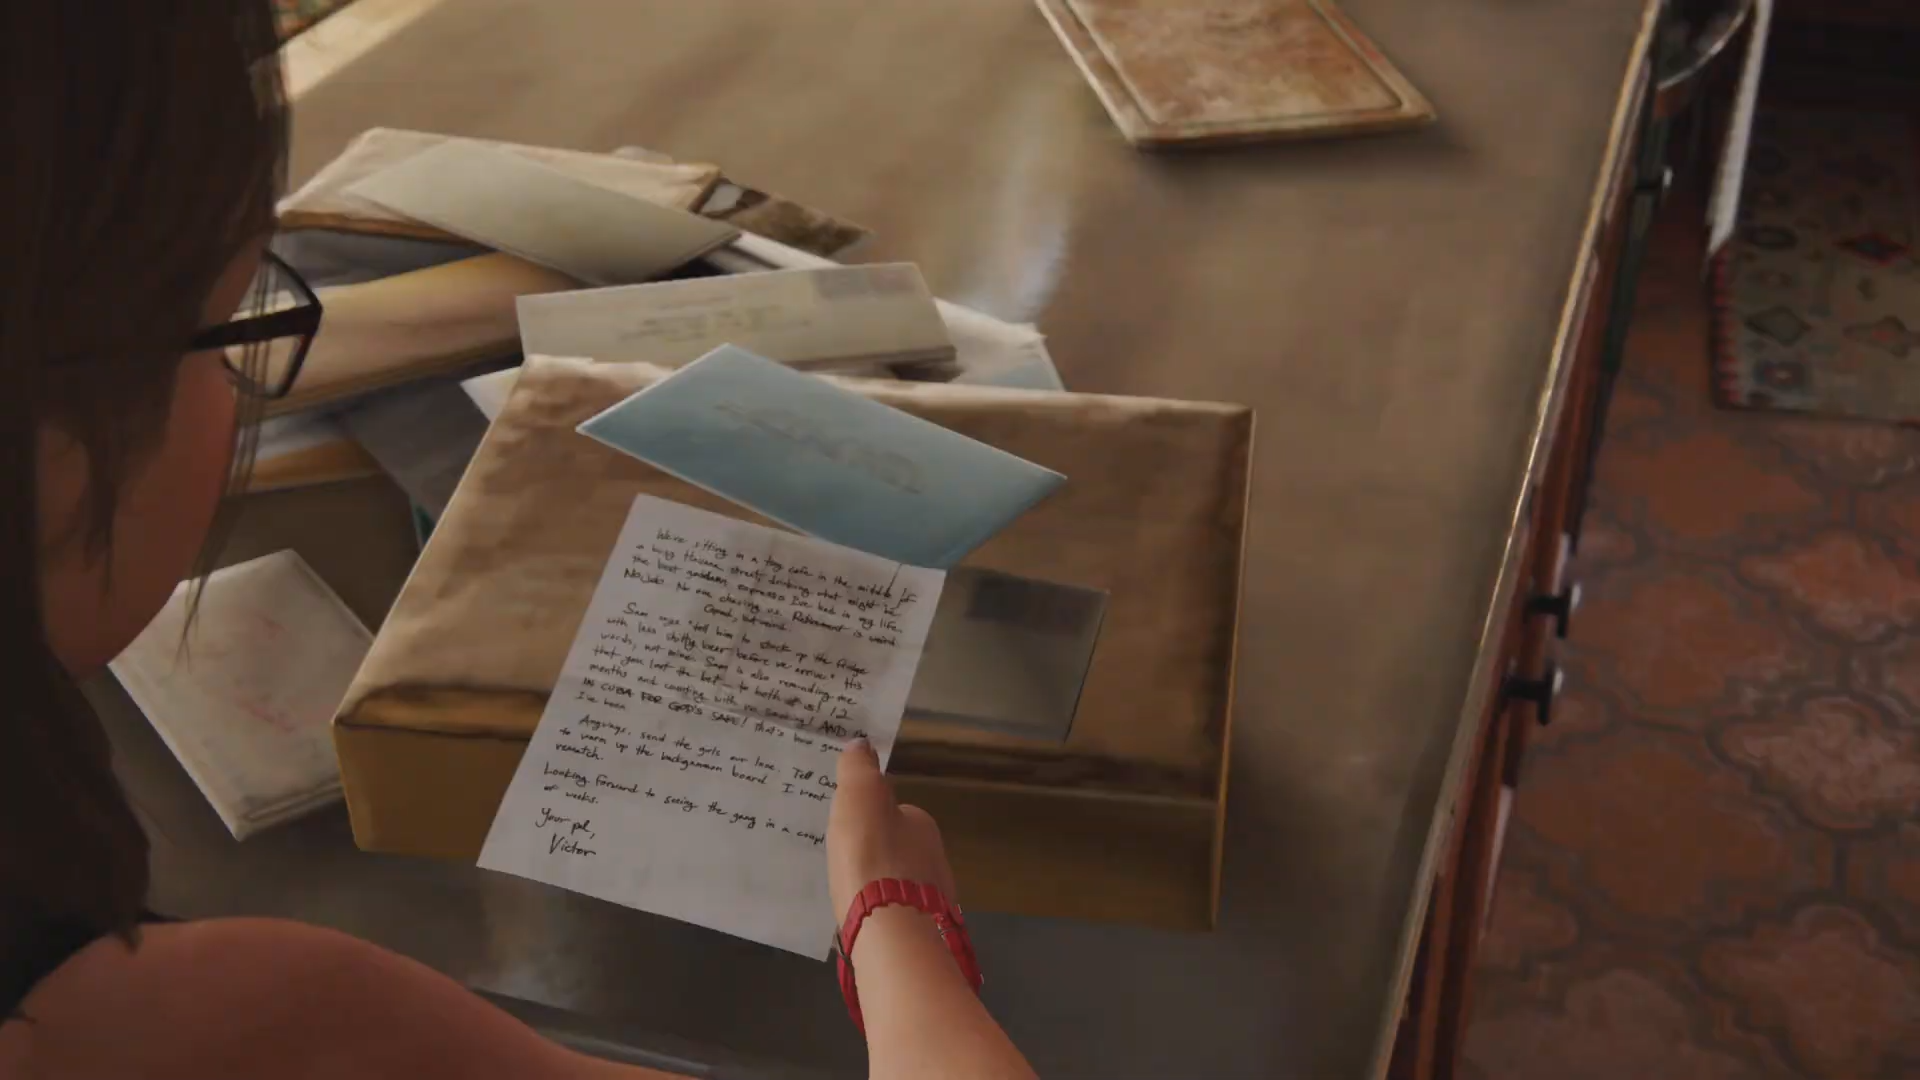 We're sitting in a tiny cafe in the middle of
a busy Havana street, drinking what might be
the best goddamn espresso I've had in my life.
No job. No one chasing us. Retirement is weird.
Good, but weird.
Sam says "tell him to stock up the fridge
with less shitty beer before we arrive." His
words, not mine. Sam is also reminding me
that you lost the bet — to both of us! 12
months and counting with no smoking! AND I'm
IN CUBA FOR GOD'S SAKE! That's how good
I've been.
Anyways, send the girls our love. Tell Cas
to warm up the backgammon board. I want
rematch.
Looking forward to seeing the gang in a coupl
of weeks.
Your pal,
Victor